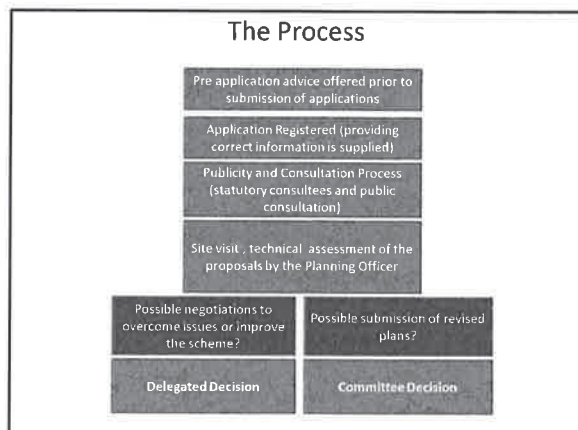 The Process
Pre application advice offered prior to
submission of applications
Application Registered (providing
correct information is supplied)
Publicity and Consultation Process
(statutory consultees and public
consultation)
Site visit , technical assessment of the
proposals by the Planning Officer
Possible negotiations to
overcome issues or improve
the scheme?
Possible submission of revised
plans?
Delegated Decision
Committee Decision